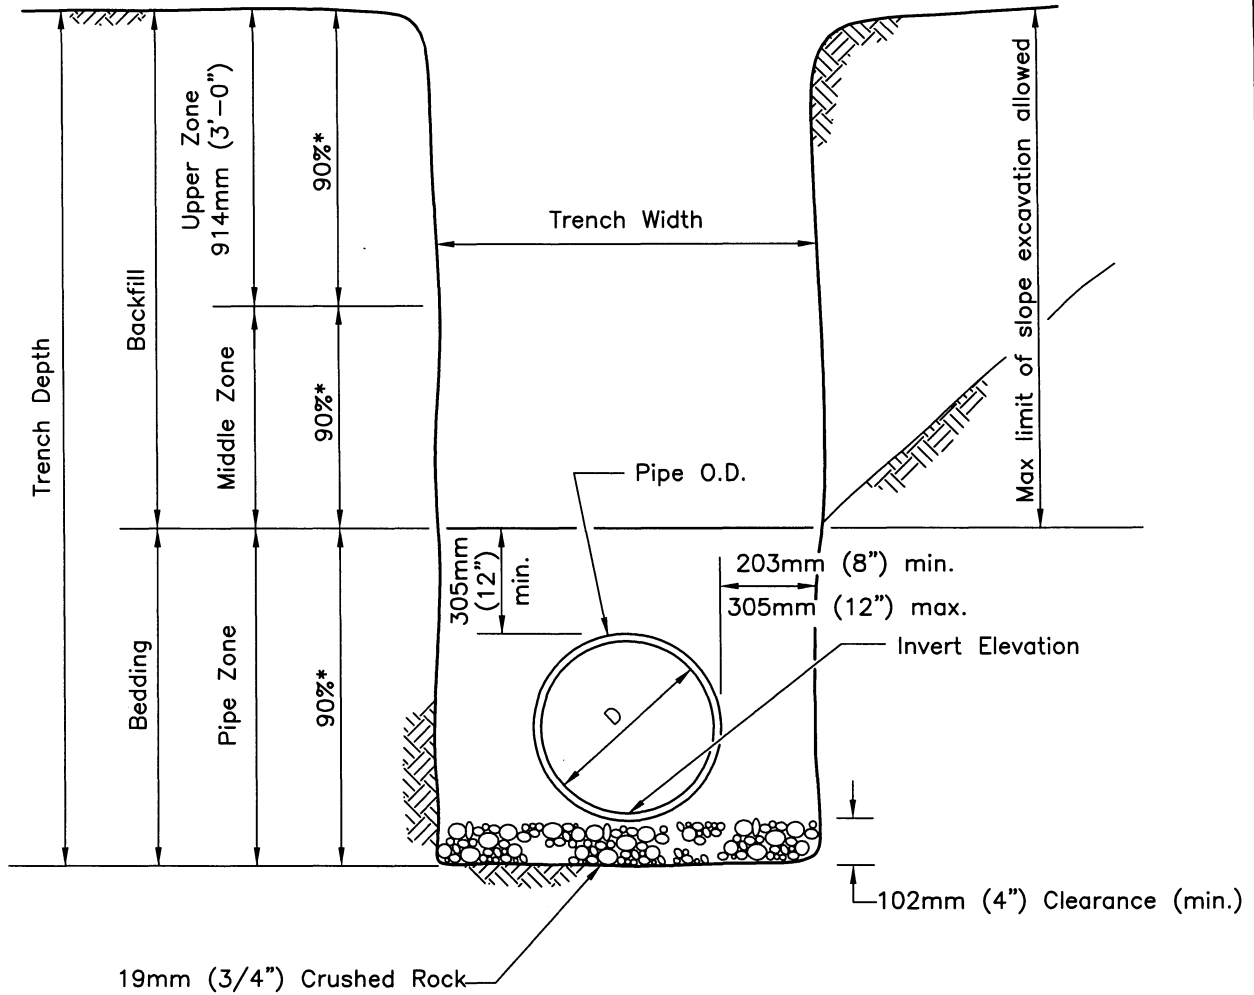 Trench Depth
Backfill
Upper Zone
914mm (3'-0")
90%*
Middle Zone
90%*
Bedding
Pipe Zone
90%*
Trench Width
Max limit of slope excavation allowed
Pipe O.D.
305mm
(12")
min.
203mm (8") min.
305mm (12") max.
Invert Elevation
D
102mm (4") Clearance (min.)
19mm (3/4") Crushed Rock